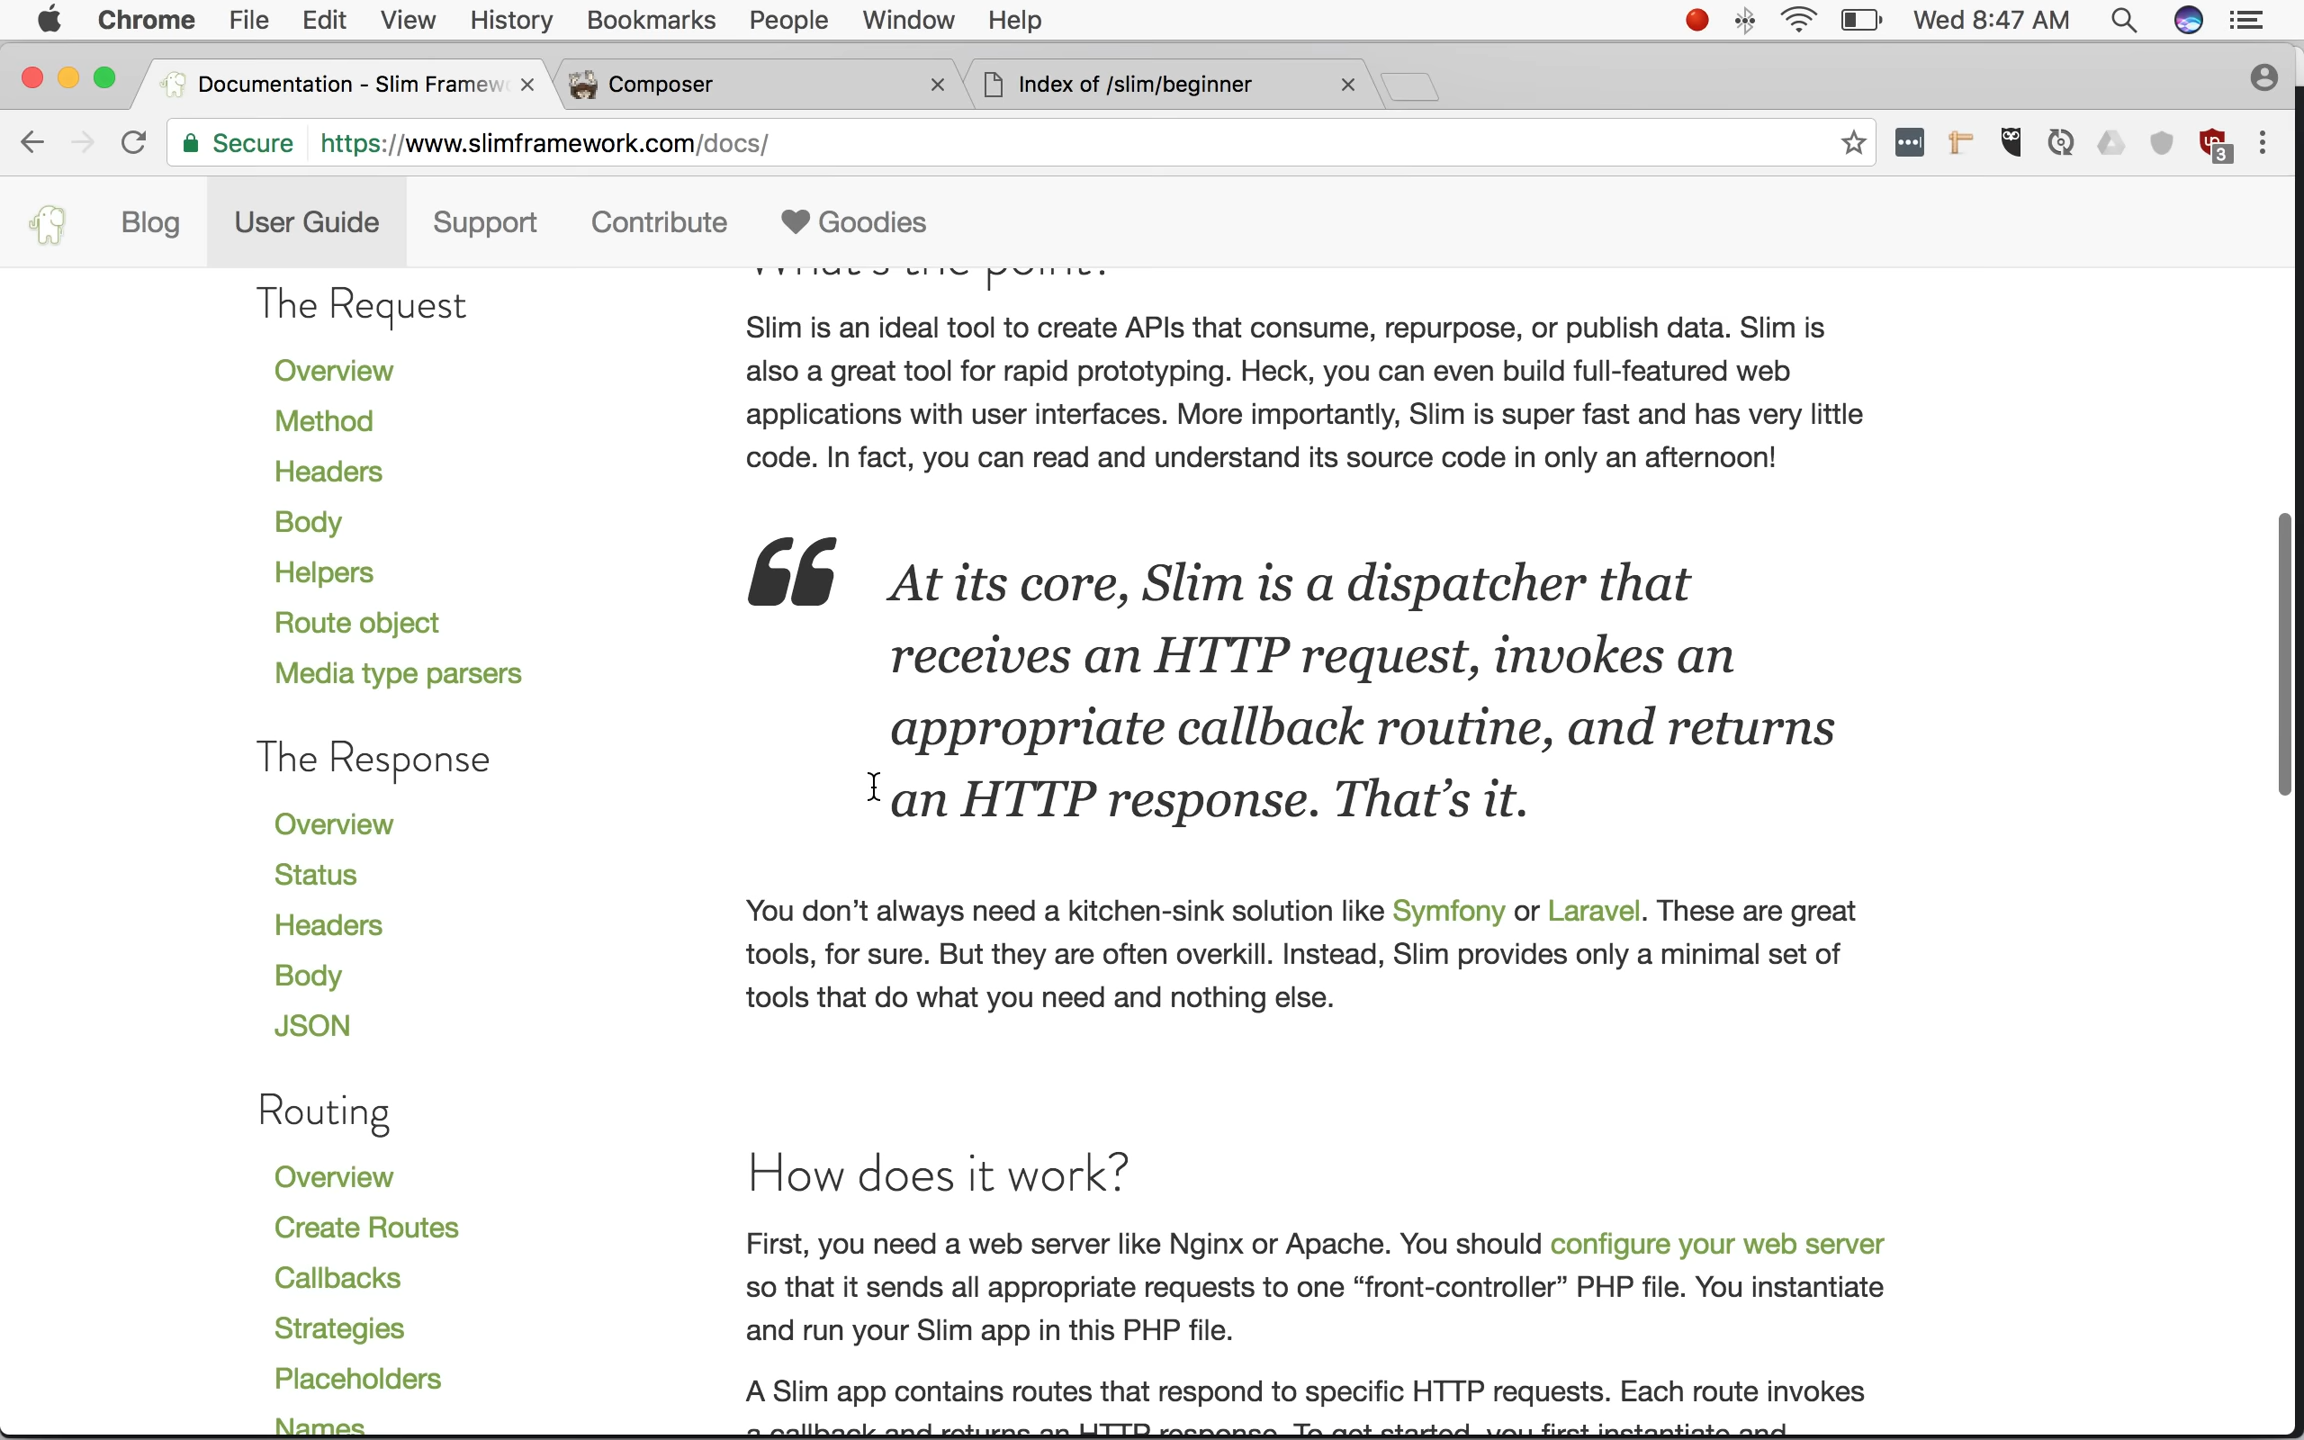 Chrome File Edit View History Bookmarks People Window Help Wed 8:47 AM
Documentation - Slim Framew Composer Index of /slim/beginner
Secure https://www.slimframework.com/docs/
3
Blog User Guide Support Contribute Goodies
What's the point?
The Request
Overview
Method
Headers
Body
Helpers
Route object
Media type parsers
The Response
Overview
Status
Headers
Body
JSON
Routing
Overview
Create Routes
Callbacks
Strategies
Placeholders
Names
Slim is an ideal tool to create APIs that consume, repurpose, or publish data. Slim is
also a great tool for rapid prototyping. Heck, you can even build full-featured web
applications with user interfaces. More importantly, Slim is super fast and has very little
code. In fact, you can read and understand its source code in only an afternoon!
“ At its core, Slim is a dispatcher that
receives an HTTP request, invokes an
appropriate callback routine, and returns
an HTTP response. That’s it.
You don’t always need a kitchen-sink solution like Symfony or Laravel. These are great
tools, for sure. But they are often overkill. Instead, Slim provides only a minimal set of
tools that do what you need and nothing else.
How does it work?
First, you need a web server like Nginx or Apache. You should configure your web server
so that it sends all appropriate requests to one “front-controller” PHP file. You instantiate
and run your Slim app in this PHP file.
A Slim app contains routes that respond to specific HTTP requests. Each route invokes
a callback and returns an HTTP response. To get started, you first instantiate and